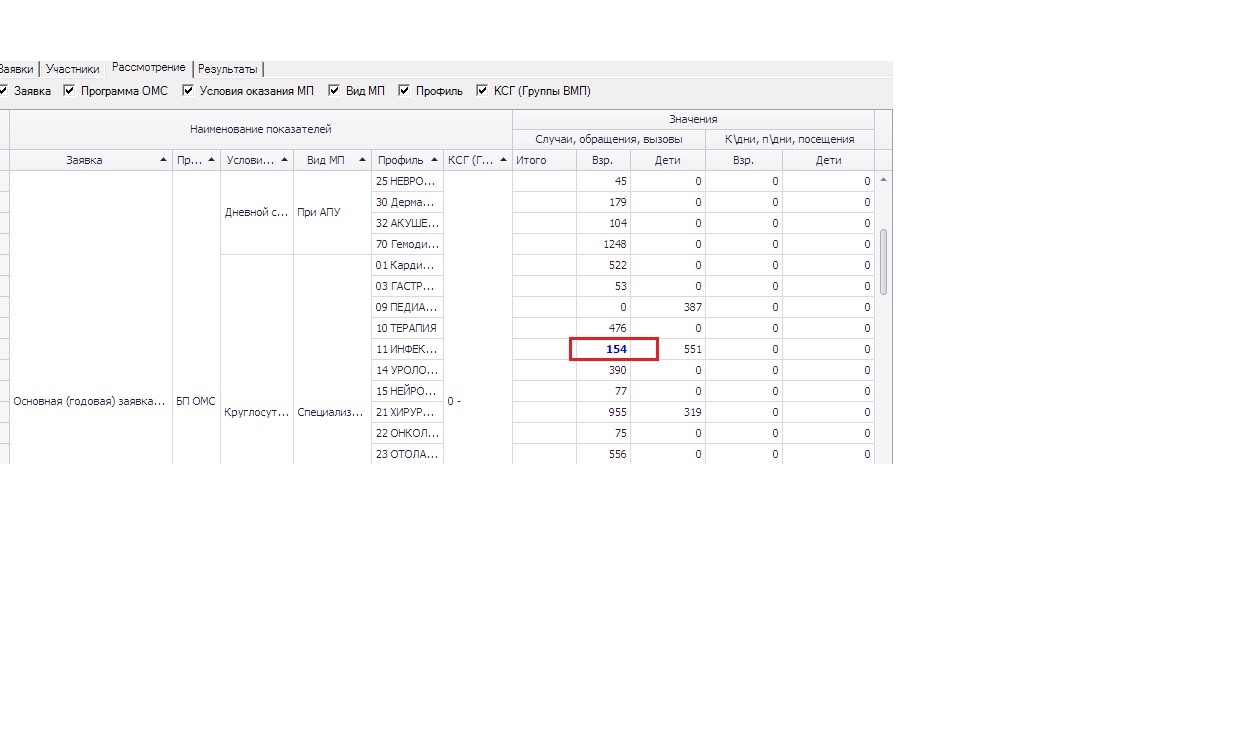 Заявки Участники Рассмотрение Результаты
Заявка Программа ОМС Условия оказания МП Вид МП Профиль КСГ (Группы ВМП)
Значения
Наименование показателей
Случаи, обращения, вызовы К\дни, п\дни, посещения
Заявка Пр... Услови... Вид МП Профиль КСГ (Г... Итого Взр. Дети Взр. Дети
25 НЕВРО... 45 0 0 0
30 Дерма... 179 0 0 0
Дневной с... При АПУ
32 АКУШЕ... 104 0 0 0
70 Гемоди... 1248 0 0 0
01 Карди... 522 0 0 0
03 ГАСТР... 53 0 0 0
09 ПЕДИА... 0 387 0 0
10 ТЕРАПИЯ 476 0 0 0
11 ИНФЕК... 154 551 0 0
14 УРОЛО... 390 0 0 0
15 НЕЙРО... 77 0 0 0
Основная (годовая) заявка... БП ОМС 0 -
Круглосут... Специализ... 21 ХИРУР... 955 319 0 0
22 ОНКОЛ... 75 0 0 0
23 ОТОЛА... 556 0 0 0